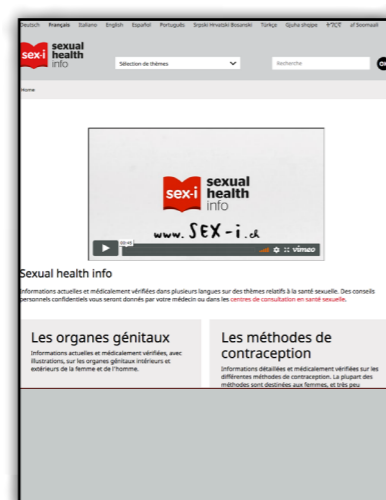 Deutsch Français Italiano English Español Português Srpski Hrvatski Bosanski Türkçe Gjuha shqipe ትግርኛ af Soomaali
sex-i sexual
health
info
Sélection de thèmes
Recherche
Home
sex-i sexual
health
info
www. SEX-i.ch
vimeo
Sexual health info
Informations actuelles et médicalement vérifiées dans plusieurs langues sur des thèmes relatifs à la santé sexuelle. Des conseils
personnels confidentiels vous seront donnés par votre médecin ou dans les centres de consultation en santé sexuelle.
Les organes génitaux
Informations actuelles et médicalement vérifiées, avec
illustrations, sur les organes génitaux intérieurs et
extérieurs de la femme et de l'homme.
Les méthodes de
contraception
Informations détaillées et médicalement vérifiées sur les
différentes méthodes de contraception. La plupart des
méthodes sont destinées aux femmes, et très peu